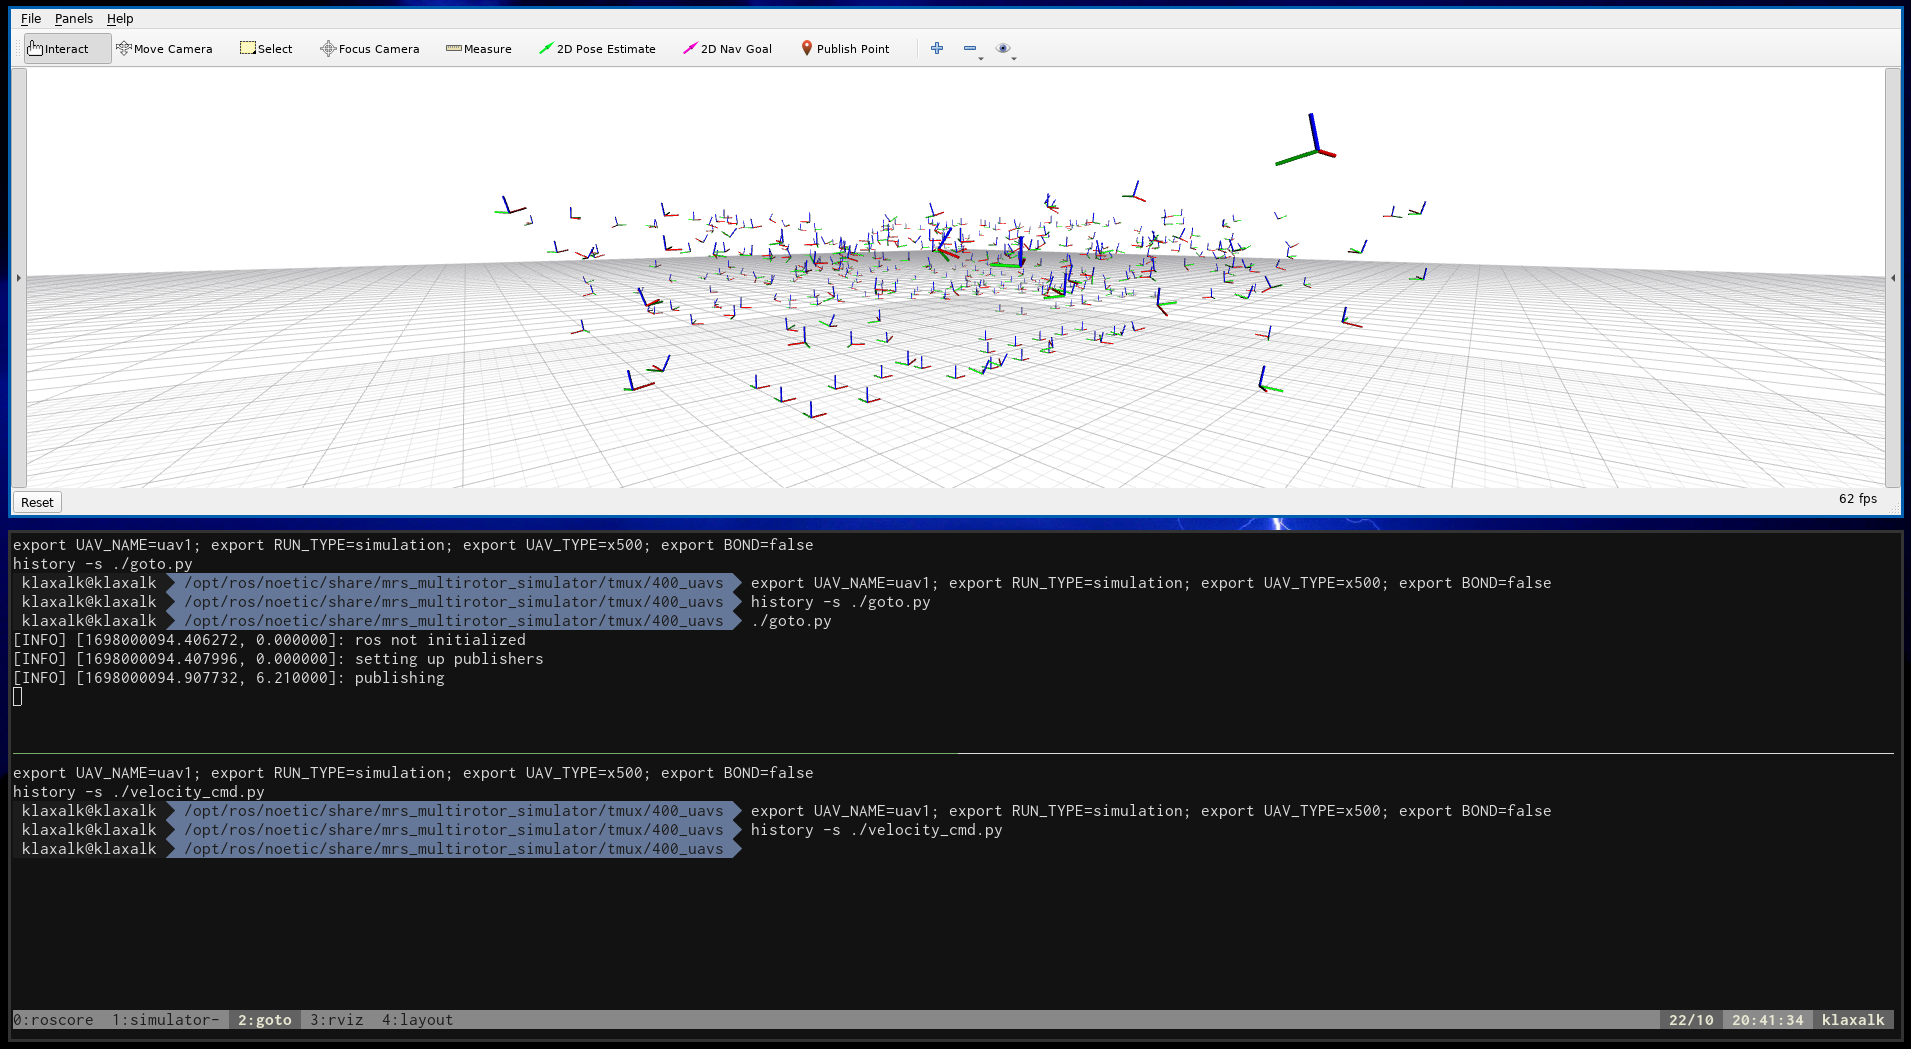 File Panels Help
Interact Move Camera Select Focus Camera Measure 2D Pose Estimate 2D Nav Goal Publish Point
Reset 62 fps
export UAV_NAME=uav1; export RUN_TYPE=simulation; export UAV_TYPE=x500; export BOND=false
history -s ./goto.py
klaxalk@klaxalk /opt/ros/noetic/share/mrs_multirotor_simulator/tmux/400_uavs export UAV_NAME=uav1; export RUN_TYPE=simulation; export UAV_TYPE=x500; export BOND=false
klaxalk@klaxalk /opt/ros/noetic/share/mrs_multirotor_simulator/tmux/400_uavs history -s ./goto.py
klaxalk@klaxalk /opt/ros/noetic/share/mrs_multirotor_simulator/tmux/400_uavs ./goto.py
[INFO] [1698000094.406272, 0.000000]: ros not initialized
[INFO] [1698000094.407996, 0.000000]: setting up publishers
[INFO] [1698000094.907732, 6.210000]: publishing
export UAV_NAME=uav1; export RUN_TYPE=simulation; export UAV_TYPE=x500; export BOND=false
history -s ./velocity_cmd.py
klaxalk@klaxalk /opt/ros/noetic/share/mrs_multirotor_simulator/tmux/400_uavs export UAV_NAME=uav1; export RUN_TYPE=simulation; export UAV_TYPE=x500; export BOND=false
klaxalk@klaxalk /opt/ros/noetic/share/mrs_multirotor_simulator/tmux/400_uavs history -s ./velocity_cmd.py
klaxalk@klaxalk /opt/ros/noetic/share/mrs_multirotor_simulator/tmux/400_uavs
0:roscore 1:simulator- 2:goto 3:rviz 4:layout 22/10 20:41:34 klaxalk